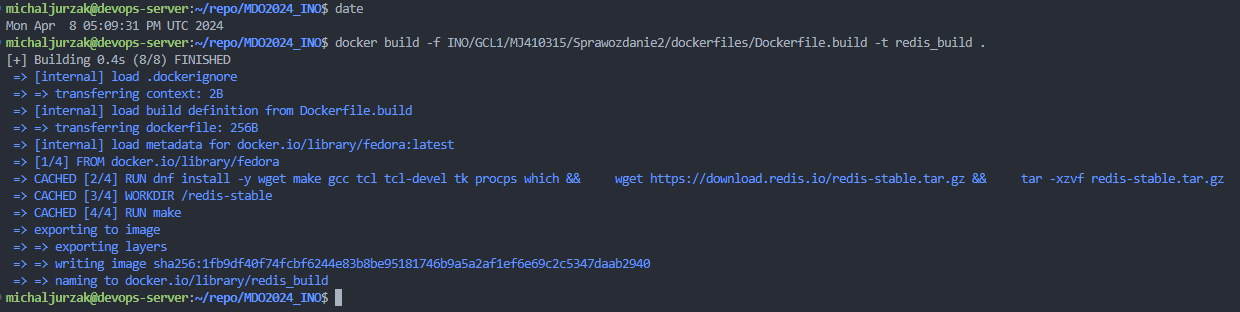 michaljurzak@devops-server:~/repo/MDO2024_INO$ date
Mon Apr  8 05:09:31 PM UTC 2024
michaljurzak@devops-server:~/repo/MDO2024_INO$ docker build -f INO/GCL1/MJ410315/Sprawozdanie2/dockerfiles/Dockerfile.build -t redis_build .
[+] Building 0.4s (8/8) FINISHED
=> [internal] load .dockerignore
=> => transferring context: 2B
=> [internal] load build definition from Dockerfile.build
=> => transferring dockerfile: 256B
=> [internal] load metadata for docker.io/library/fedora:latest
=> [1/4] FROM docker.io/library/fedora
=> CACHED [2/4] RUN dnf install -y wget make gcc tcl tcl-devel tk procps which &&     wget https://download.redis.io/redis-stable.tar.gz &&     tar -xzvf redis-stable.tar.gz
=> CACHED [3/4] WORKDIR /redis-stable
=> CACHED [4/4] RUN make
=> exporting to image
=> => exporting layers
=> => writing image sha256:1fb9df40f74fcbf6244e83b8be95181746b9a5a2af1ef6e69c2c5347daab2940
=> => naming to docker.io/library/redis_build
michaljurzak@devops-server:~/repo/MDO2024_INO$